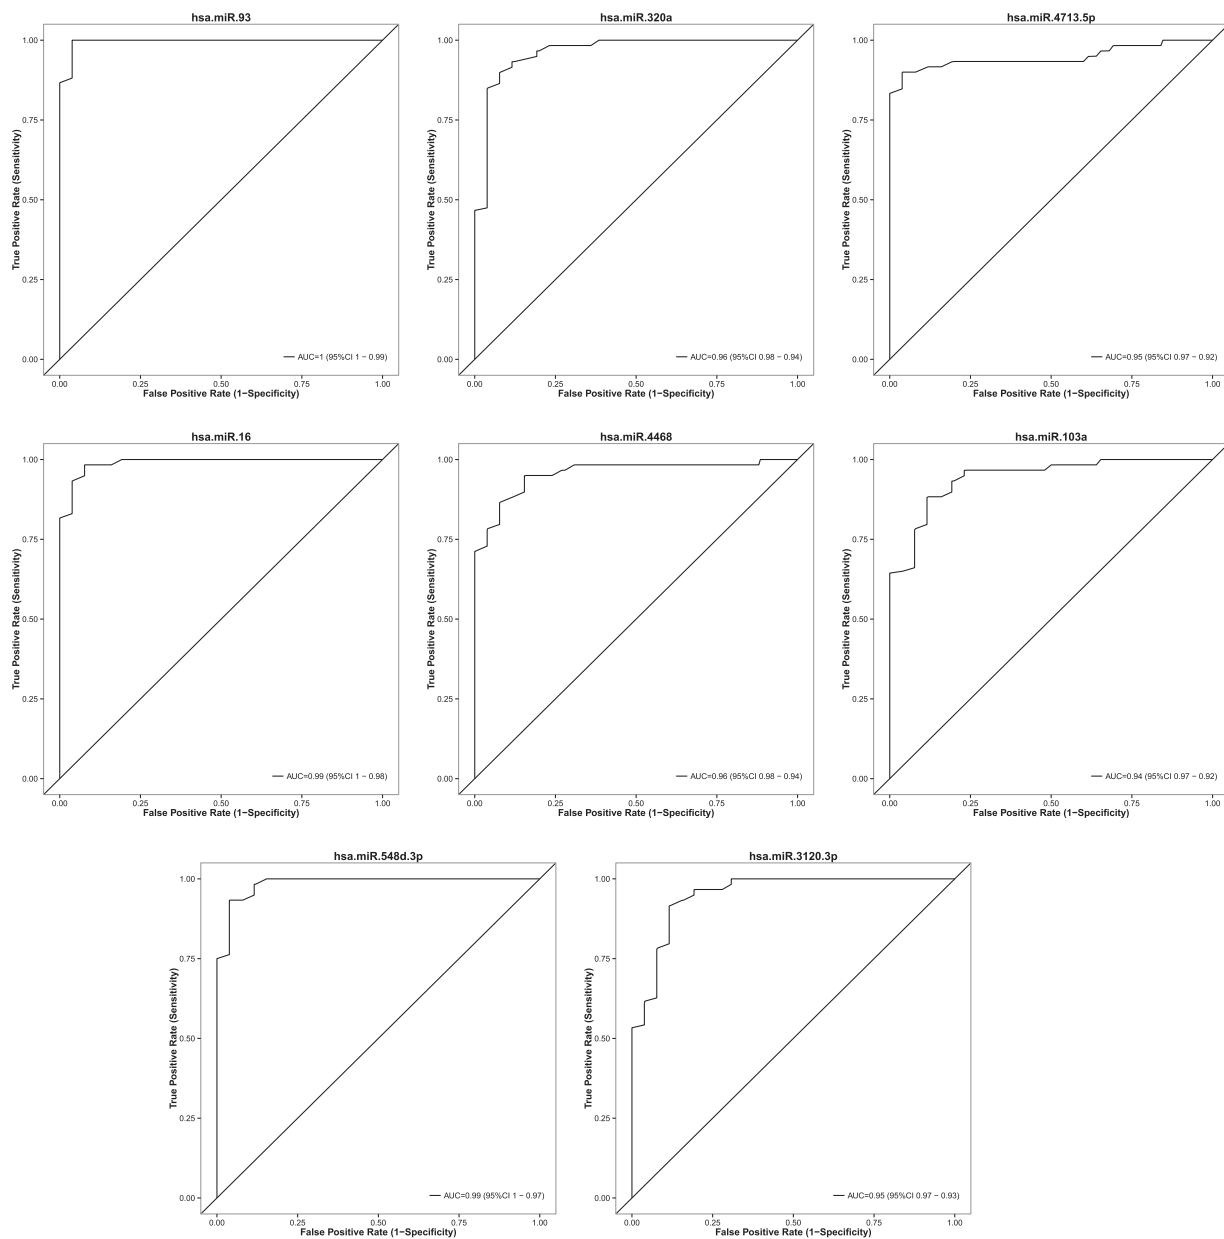 hsa.miR.93
1.00
0.75
0.50
0.25
0.00
True Positive Rate (Sensitivity)
AUC=1 (95%CI 1 − 0.99)
0.00 0.25 0.50 0.75 1.00
False Positive Rate (1−Specificity)
hsa.miR.320a
1.00
0.75
0.50
0.25
0.00
True Positive Rate (Sensitivity)
AUC=0.96 (95%CI 0.98 − 0.94)
0.00 0.25 0.50 0.75 1.00
False Positive Rate (1−Specificity)
hsa.miR.4713.5p
1.00
0.75
0.50
0.25
0.00
True Positive Rate (Sensitivity)
AUC=0.95 (95%CI 0.97 − 0.92)
0.00 0.25 0.50 0.75 1.00
False Positive Rate (1−Specificity)
hsa.miR.16
1.00
0.75
0.50
0.25
0.00
True Positive Rate (Sensitivity)
AUC=0.99 (95%CI 1 − 0.98)
0.00 0.25 0.50 0.75 1.00
False Positive Rate (1−Specificity)
hsa.miR.4468
1.00
0.75
0.50
0.25
0.00
True Positive Rate (Sensitivity)
AUC=0.96 (95%CI 0.98 − 0.94)
0.00 0.25 0.50 0.75 1.00
False Positive Rate (1−Specificity)
hsa.miR.103a
1.00
0.75
0.50
0.25
0.00
True Positive Rate (Sensitivity)
AUC=0.94 (95%CI 0.97 − 0.92)
0.00 0.25 0.50 0.75 1.00
False Positive Rate (1−Specificity)
hsa.miR.548d.3p
1.00
0.75
0.50
0.25
0.00
True Positive Rate (Sensitivity)
AUC=0.99 (95%CI 1 − 0.97)
0.00 0.25 0.50 0.75 1.00
False Positive Rate (1−Specificity)
hsa.miR.3120.3p
1.00
0.75
0.50
0.25
0.00
True Positive Rate (Sensitivity)
AUC=0.95 (95%CI 0.97 − 0.93)
0.00 0.25 0.50 0.75 1.00
False Positive Rate (1−Specificity)